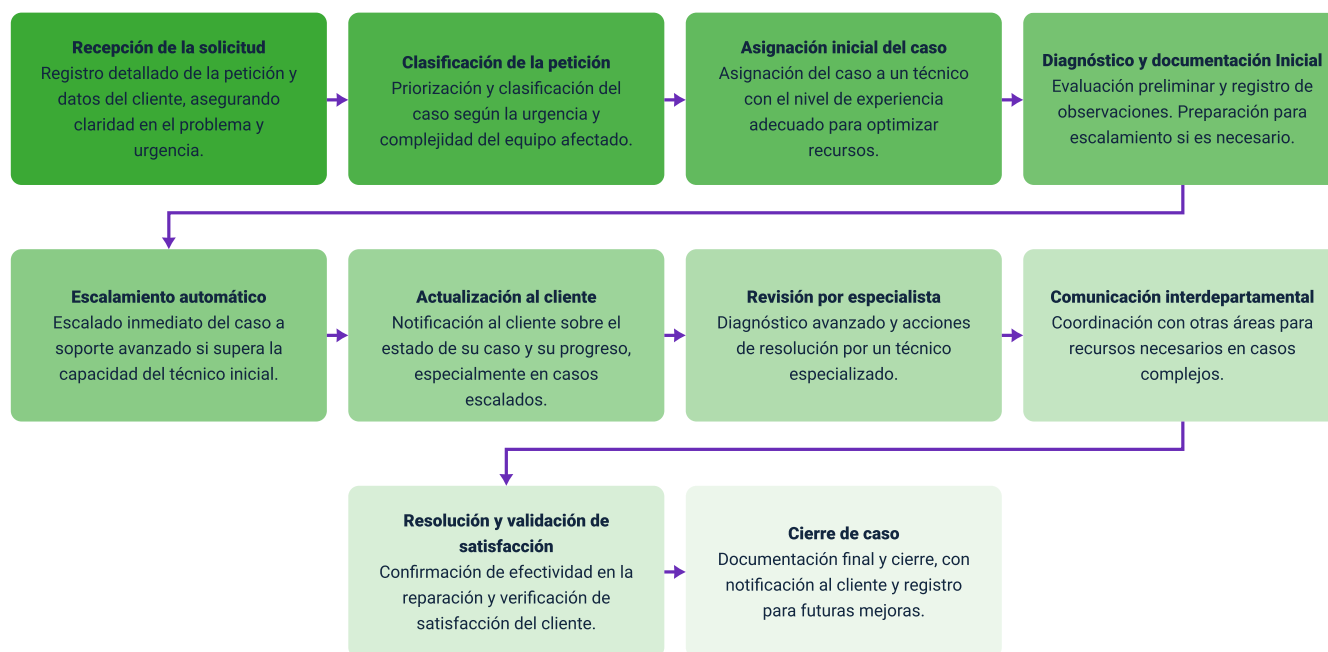 Recepción de la solicitud
Registro detallado de la petición y
datos del cliente, asegurando
claridad en el problema y
urgencia.
Clasificación de la petición
Priorización y clasificación del
caso según la urgencia y
complejidad del equipo afectado.
Asignación inicial del caso
Asignación del caso a un técnico
con el nivel de experiencia
adecuado para optimizar
recursos.
Diagnóstico y documentación Inicial
Evaluación preliminar y registro de
observaciones. Preparación para
escalamiento si es necesario.
Escalamiento automático
Escalado inmediato del caso a
soporte avanzado si supera la
capacidad del técnico inicial.
Actualización al cliente
Notificación al cliente sobre el
estado de su caso y su progreso,
especialmente en casos
escalados.
Revisión por especialista
Diagnóstico avanzado y acciones
de resolución por un técnico
especializado.
Comunicación interdepartamental
Coordinación con otras áreas para
recursos necesarios en casos
complejos.
Resolución y validación de
satisfacción
Confirmación de efectividad en la
reparación y verificación de
satisfacción del cliente.
Cierre de caso
Documentación final y cierre, con
notificación al cliente y registro
para futuras mejoras.